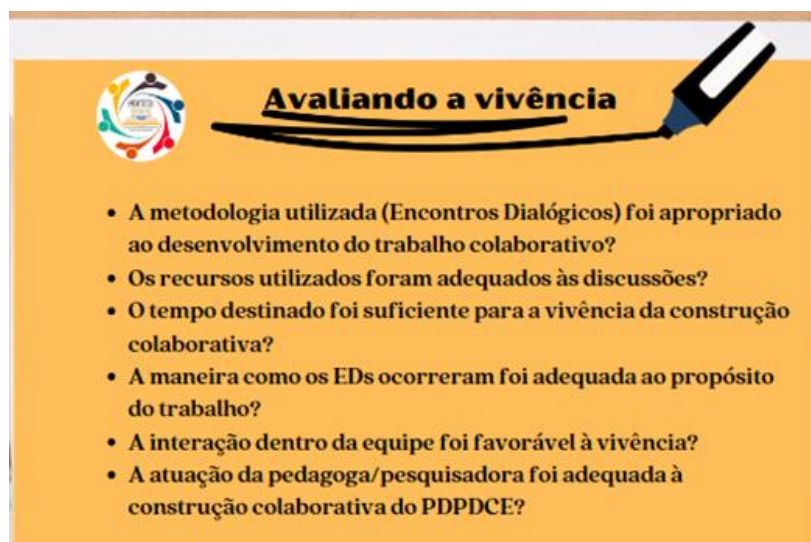 Avaliando a vivência
• A metodologia utilizada (Encontros Dialógicos) foi apropriado
ao desenvolvimento do trabalho colaborativo?
• Os recursos utilizados foram adequados às discussões?
• O tempo destinado foi suficiente para a vivência da construção
colaborativa?
• A maneira como os EDs ocorreram foi adequada ao propósito
do trabalho?
• A interação dentro da equipe foi favorável à vivência?
• A atuação da pedagoga/pesquisadora foi adequada à
construção colaborativa do PDPDCE?